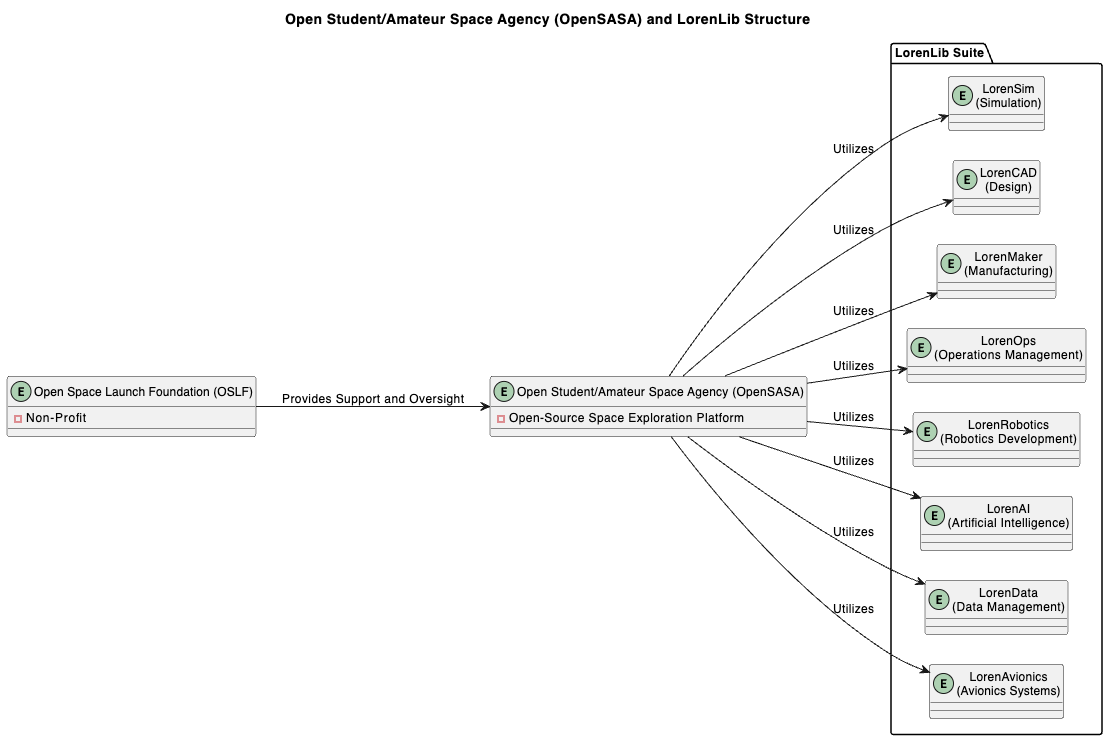 Open Student/Amateur Space Agency (OpenSASA) and LorenLib Structure
LorenLib Suite
E
LorenSim
(Simulation)
Utilizes
E
LorenCAD
(Design)
Utilizes
E
LorenMaker
(Manufacturing)
Utilizes
E
LorenOps
(Operations Management)
Utilizes
E Open Space Launch Foundation (OSLF)
Non-Profit
Provides Support and Oversight
E Open Student/Amateur Space Agency (OpenSASA)
Open-Source Space Exploration Platform
Utilizes
E
LorenRobotics
(Robotics Development)
Utilizes
E
LorenAI
(Artificial Intelligence)
Utilizes
E
LorenData
(Data Management)
Utilizes
E
LorenAvionics
(Avionics Systems)